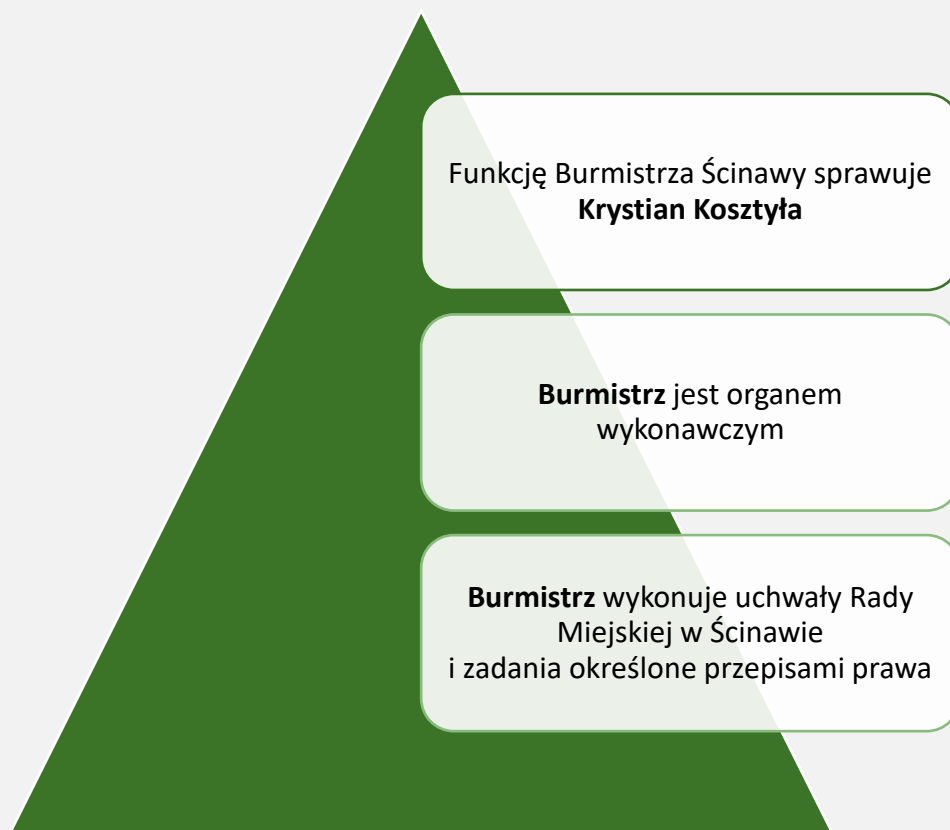 Funkcję Burmistrza Ścinawy sprawuje
Krystian Kosztyła
Burmistrz jest organem
wykonawczym
Burmistrz wykonuje uchwały Rady
Miejskiej w Ścinawie
i zadania określone przepisami prawa